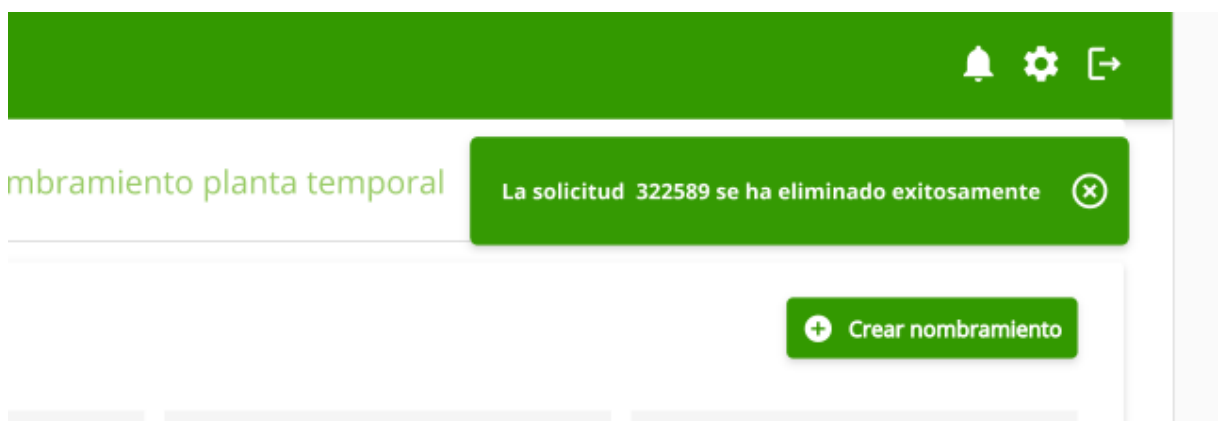 mbramiento planta temporal
La solicitud 322589 se ha eliminado exitosamente
Crear nombramiento